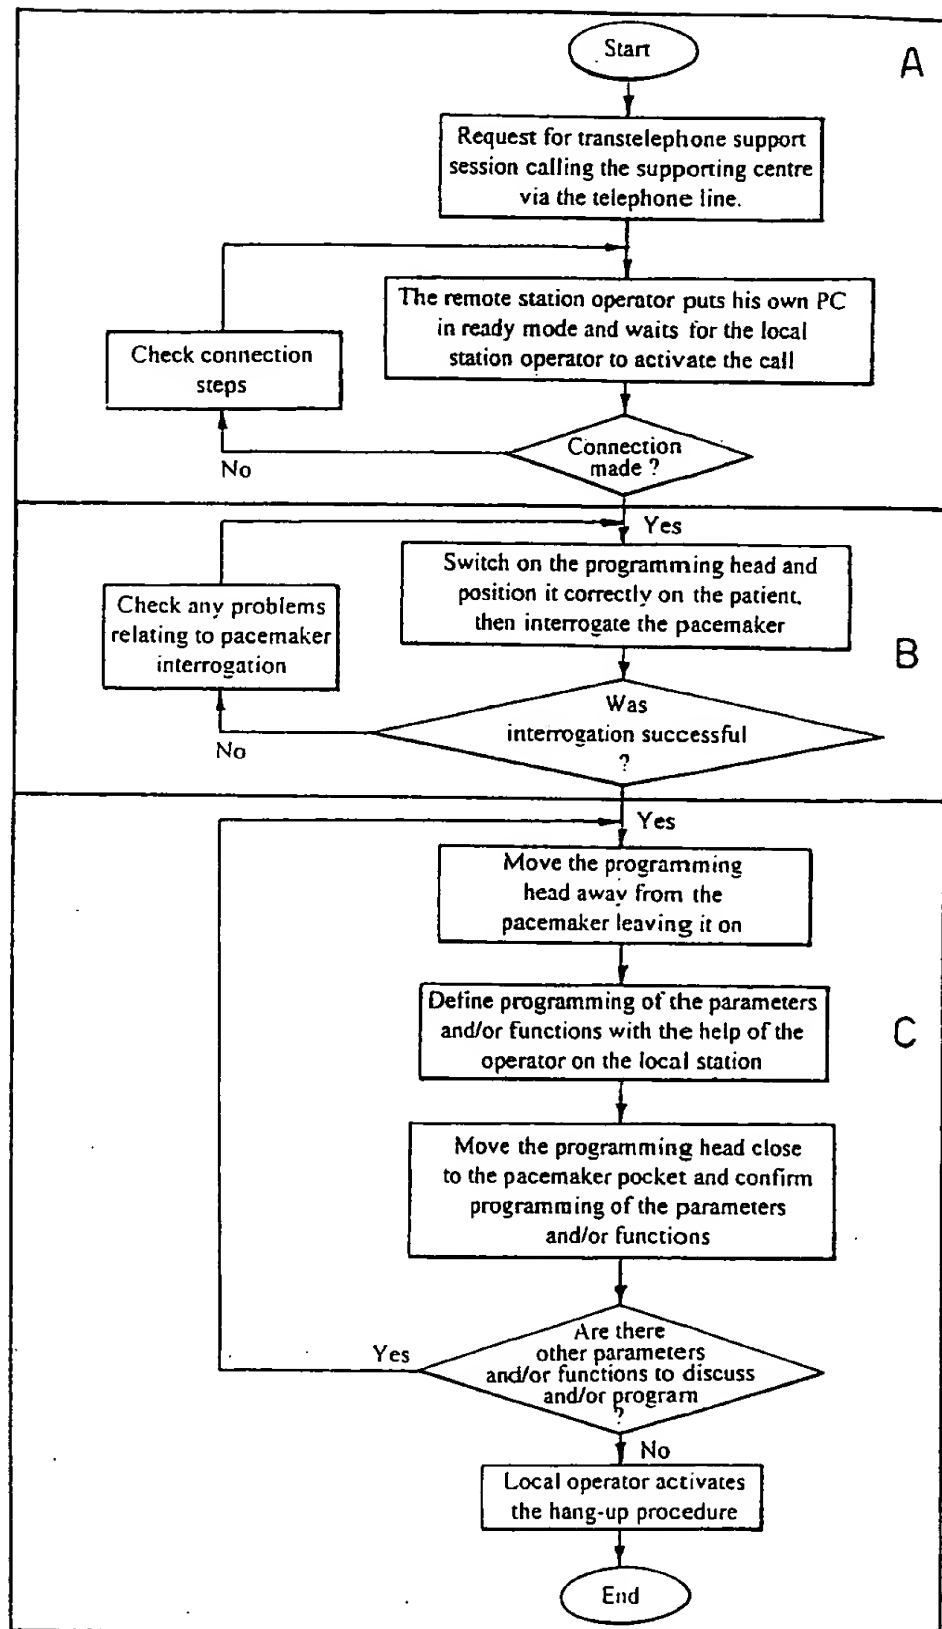 A
Start
Request for transtelephone support
session calling the supporting centre
via the telephone line.
The remote station operator puts his own PC
in ready mode and waits for the local
station operator to activate the call
Check connection
steps
Connection
made ?
No
Yes
B
Switch on the programming head and
position it correctly on the patient,
then interrogate the pacemaker
Check any problems
relating to pacemaker
interrogation
Was
interrogation successful
?
No
Yes
C
Move the programming
head away from the
pacemaker leaving it on
Define programming of the parameters
and/or functions with the help of the
operator on the local station
Move the programming head close
to the pacemaker pocket and confirm
programming of the parameters
and/or functions
Are there
other parameters
and/or functions to discuss
and/or program
?
Yes
No
Local operator activates
the hang-up procedure
End